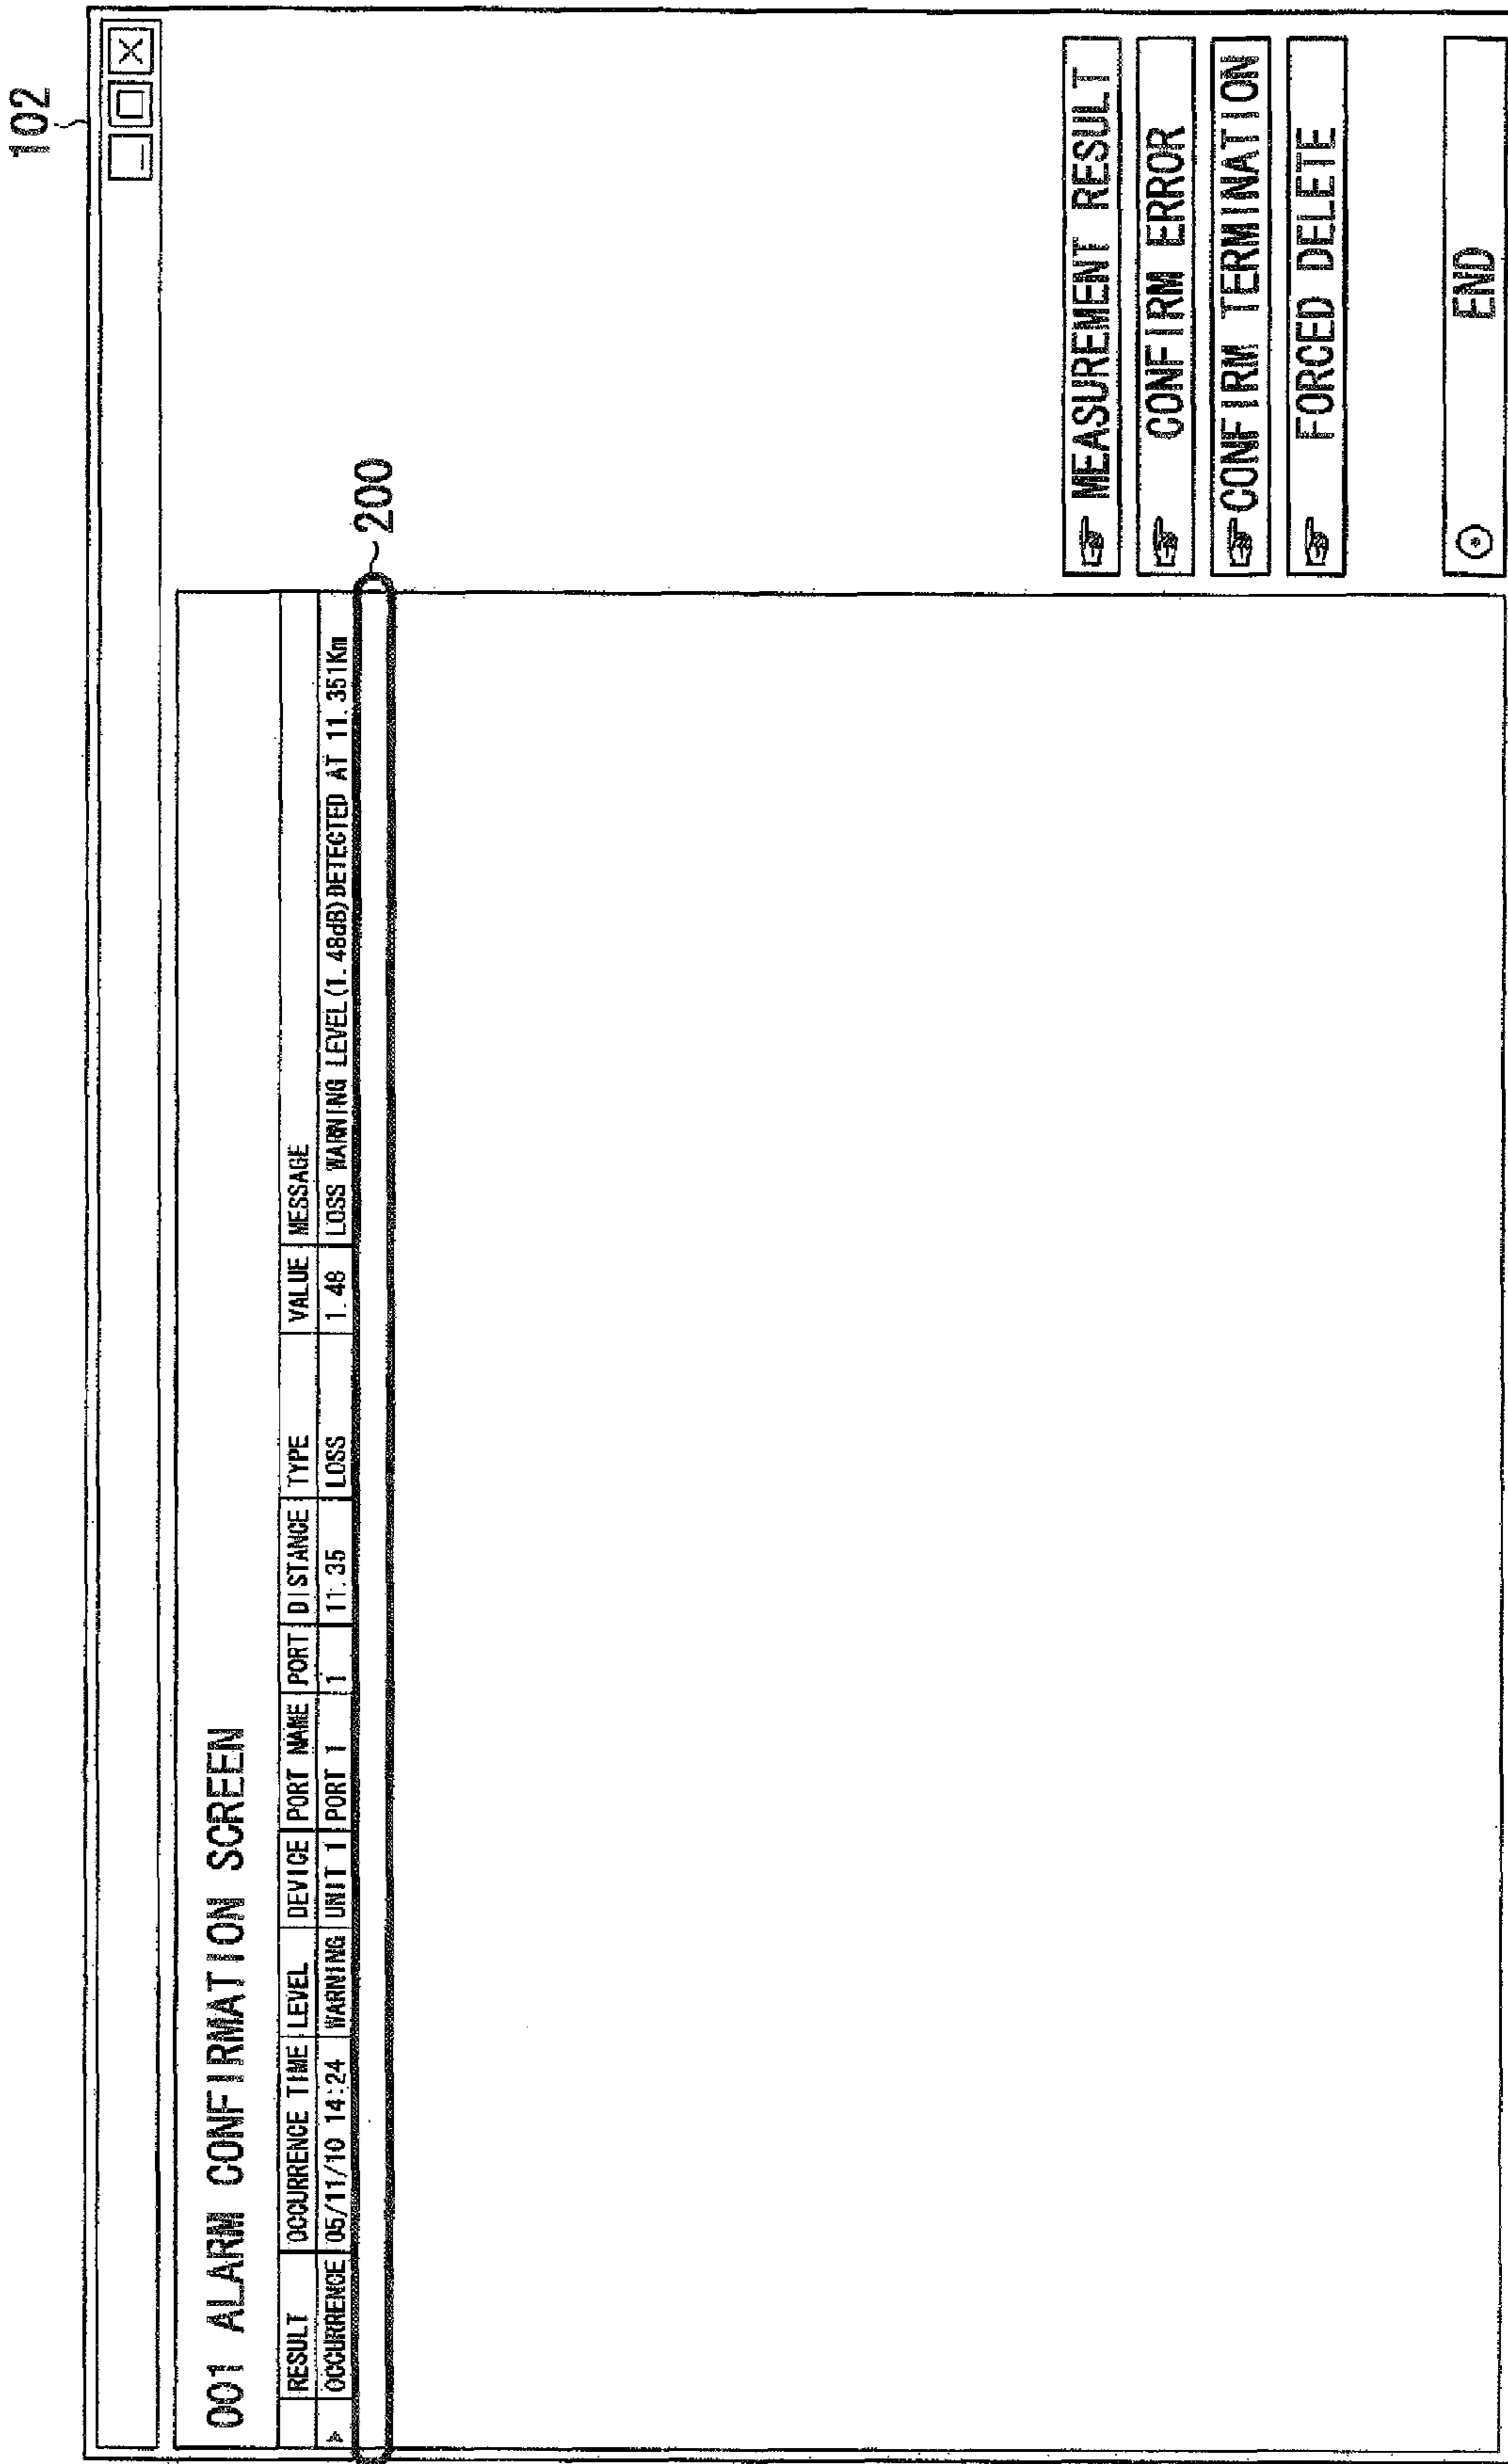 102
001 ALARM CONFIRMATION SCREEN
RESULT OCCURRENCE TIME LEVEL DEVICE PORT NAME PORT DISTANCE TYPE VALUE MESSAGE
OCCURRENCE 05/11/10 14:24 WARNING UNIT 1 PORT 1 1 11.35 LOSS 1.48 LOSS WARNING LEVEL(1.48dB)DETECTED AT 11.351Km
200
MEASUREMENT RESULT
CONFIRM ERROR
CONFIRM TERMINATION
FORCED DELETE
END